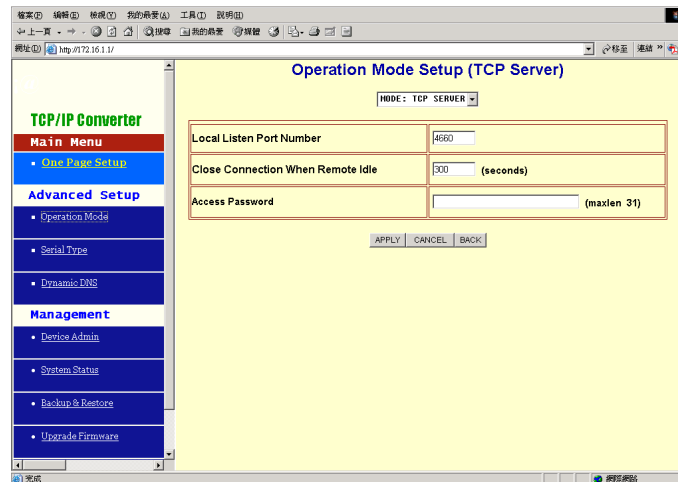 檔案(F) 編輯(E) 檢視(V) 我的最愛(A) 工具(T) 說明(H)
上一頁 搜尋 我的最愛 媒體
網址(D) http://172.16.1.1/ 移至 連結 »
TCP/IP Converter
Main Menu
One Page Setup
Advanced Setup
Operation Mode
Serial Type
Dynamic DNS
Management
Device Admin
System Status
Backup & Restore
Upgrade Firmware
Operation Mode Setup (TCP Server)
MODE: TCP SERVER
Local Listen Port Number 4660
Close Connection When Remote Idle 300 (seconds)
Access Password (maxlen 31)
APPLY CANCEL BACK
完成 網際網路